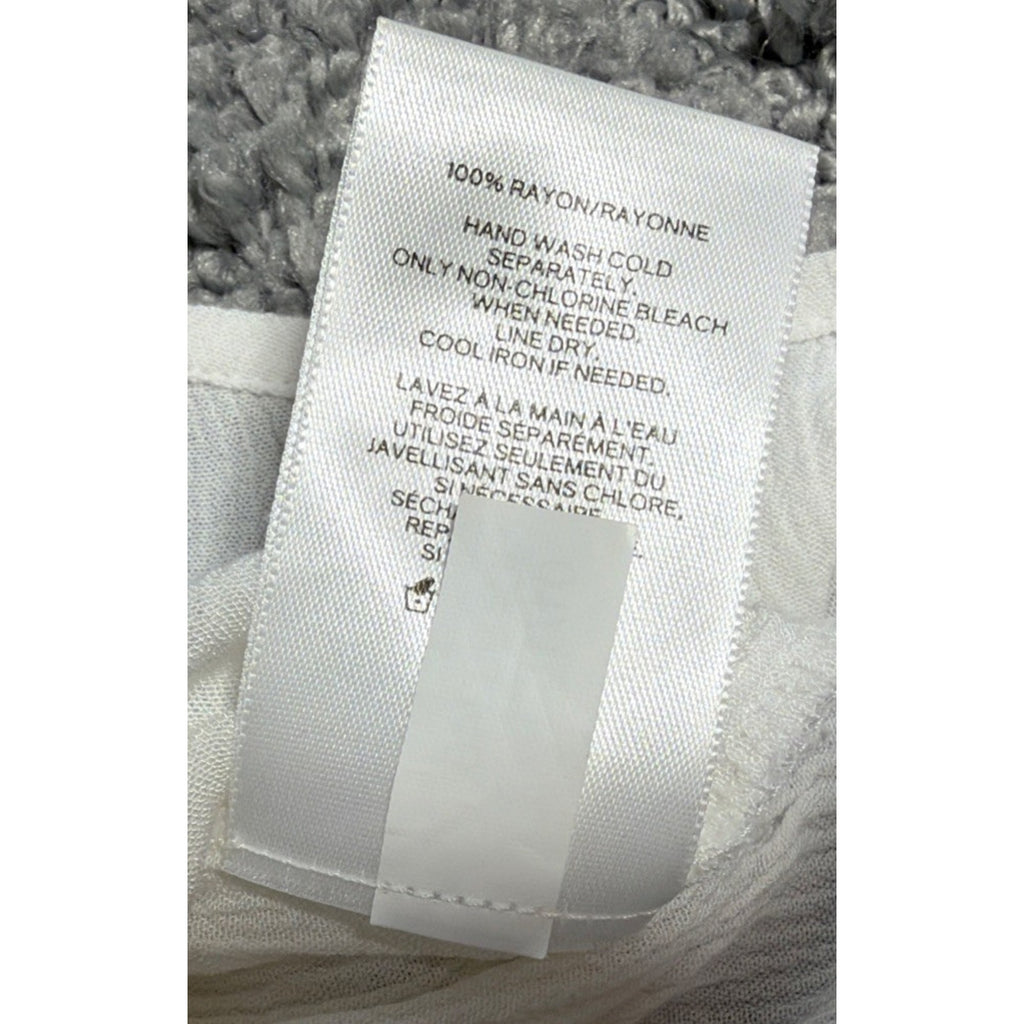 100% RAYON/RAYONNE
HAND WASH COLD
SEPARATELY.
ONLY NON-CHLORINE BLEACH
WHEN NEEDED.
LINE DRY.
COOL IRON IF NEEDED.
LAVEZ À LA MAIN À L'EAU
FROIDE SÉPARÉMENT.
UTILISEZ SEULEMENT DU
JAVELLISANT SANS CHLORE,
SI NÉCESSAIRE
SI